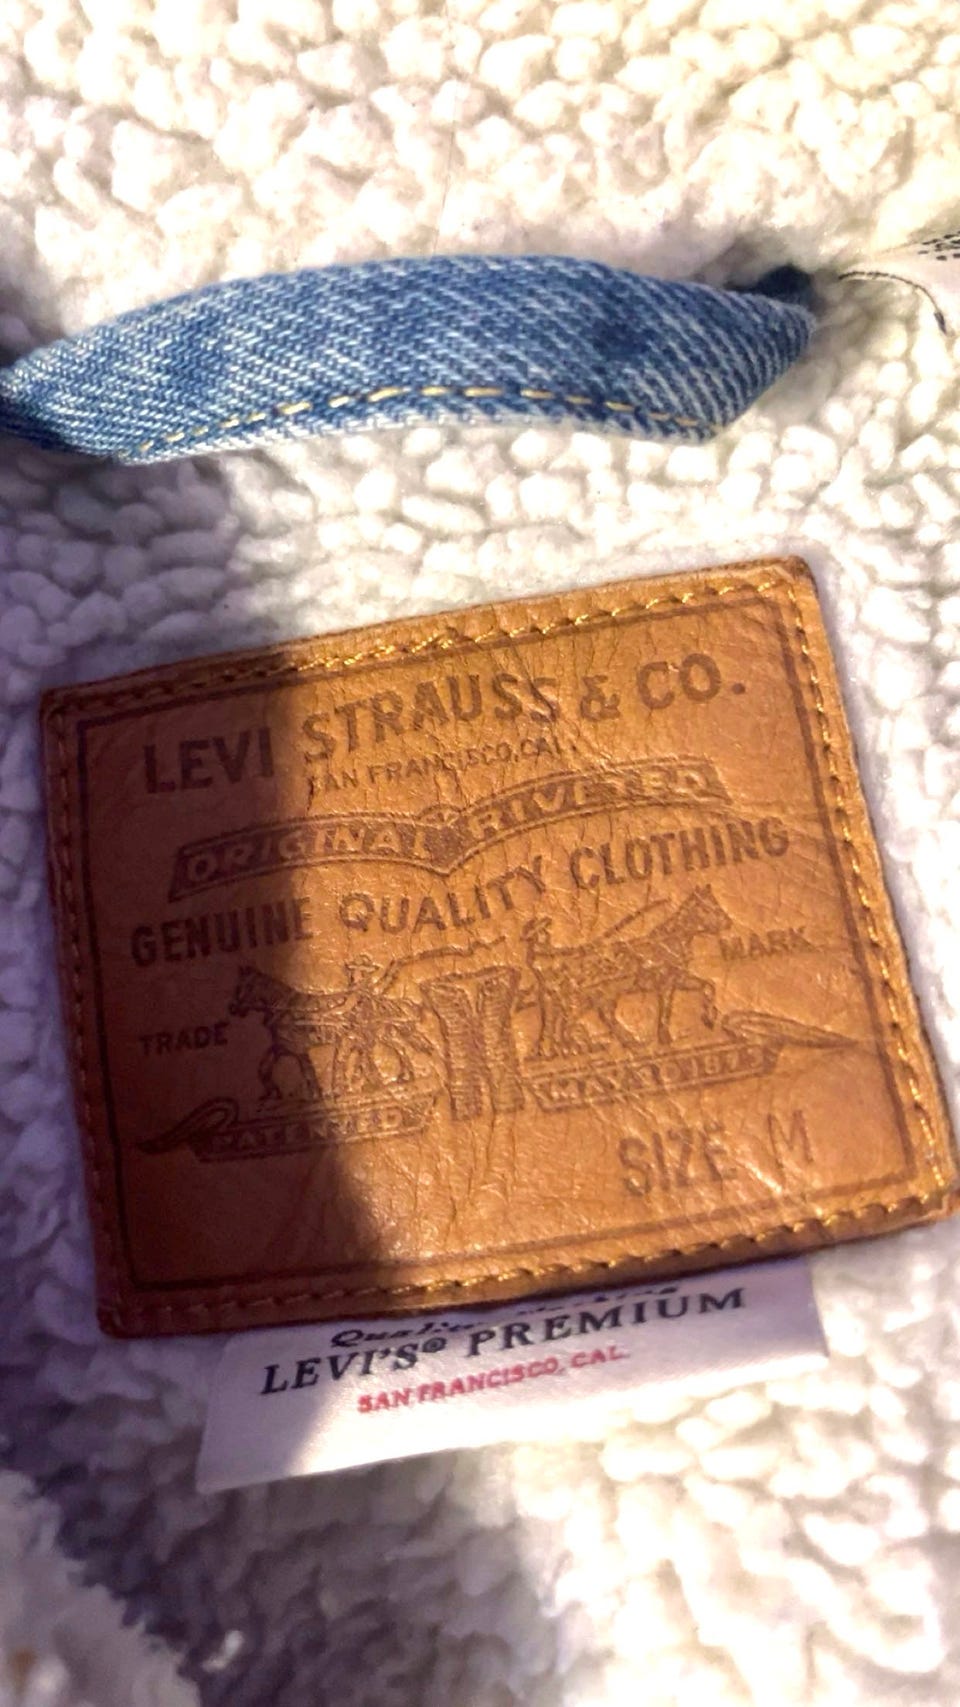 LEVI STRAUSS & CO.
SAN FRANCISCO, CAL.
ORIGINAL RIVETED
GENUINE QUALITY CLOTHING
TRADE MARK
PATENTED MAY 20 1873
SIZE M
LEVI'S® PREMIUM
SAN FRANCISCO, CAL.